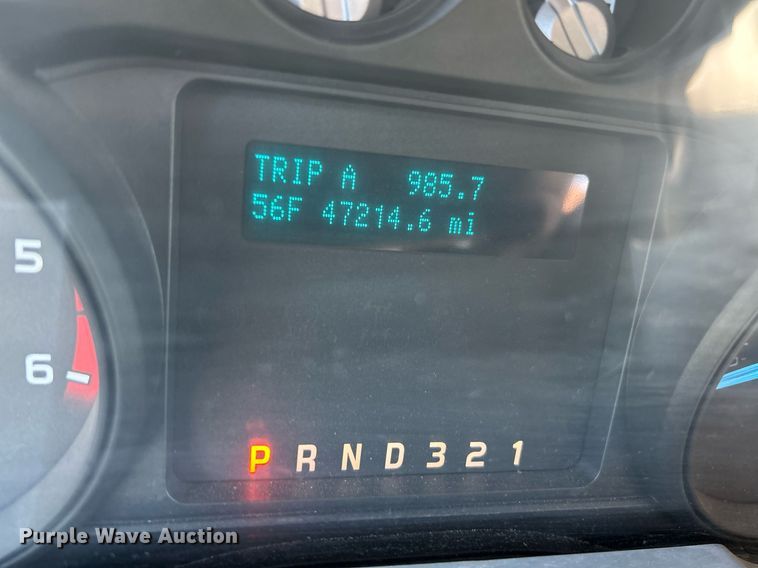 TRIP A 985.7
56F 47214.6 mi
5
6
P R N D 3 2 1
Purple Wave Auction